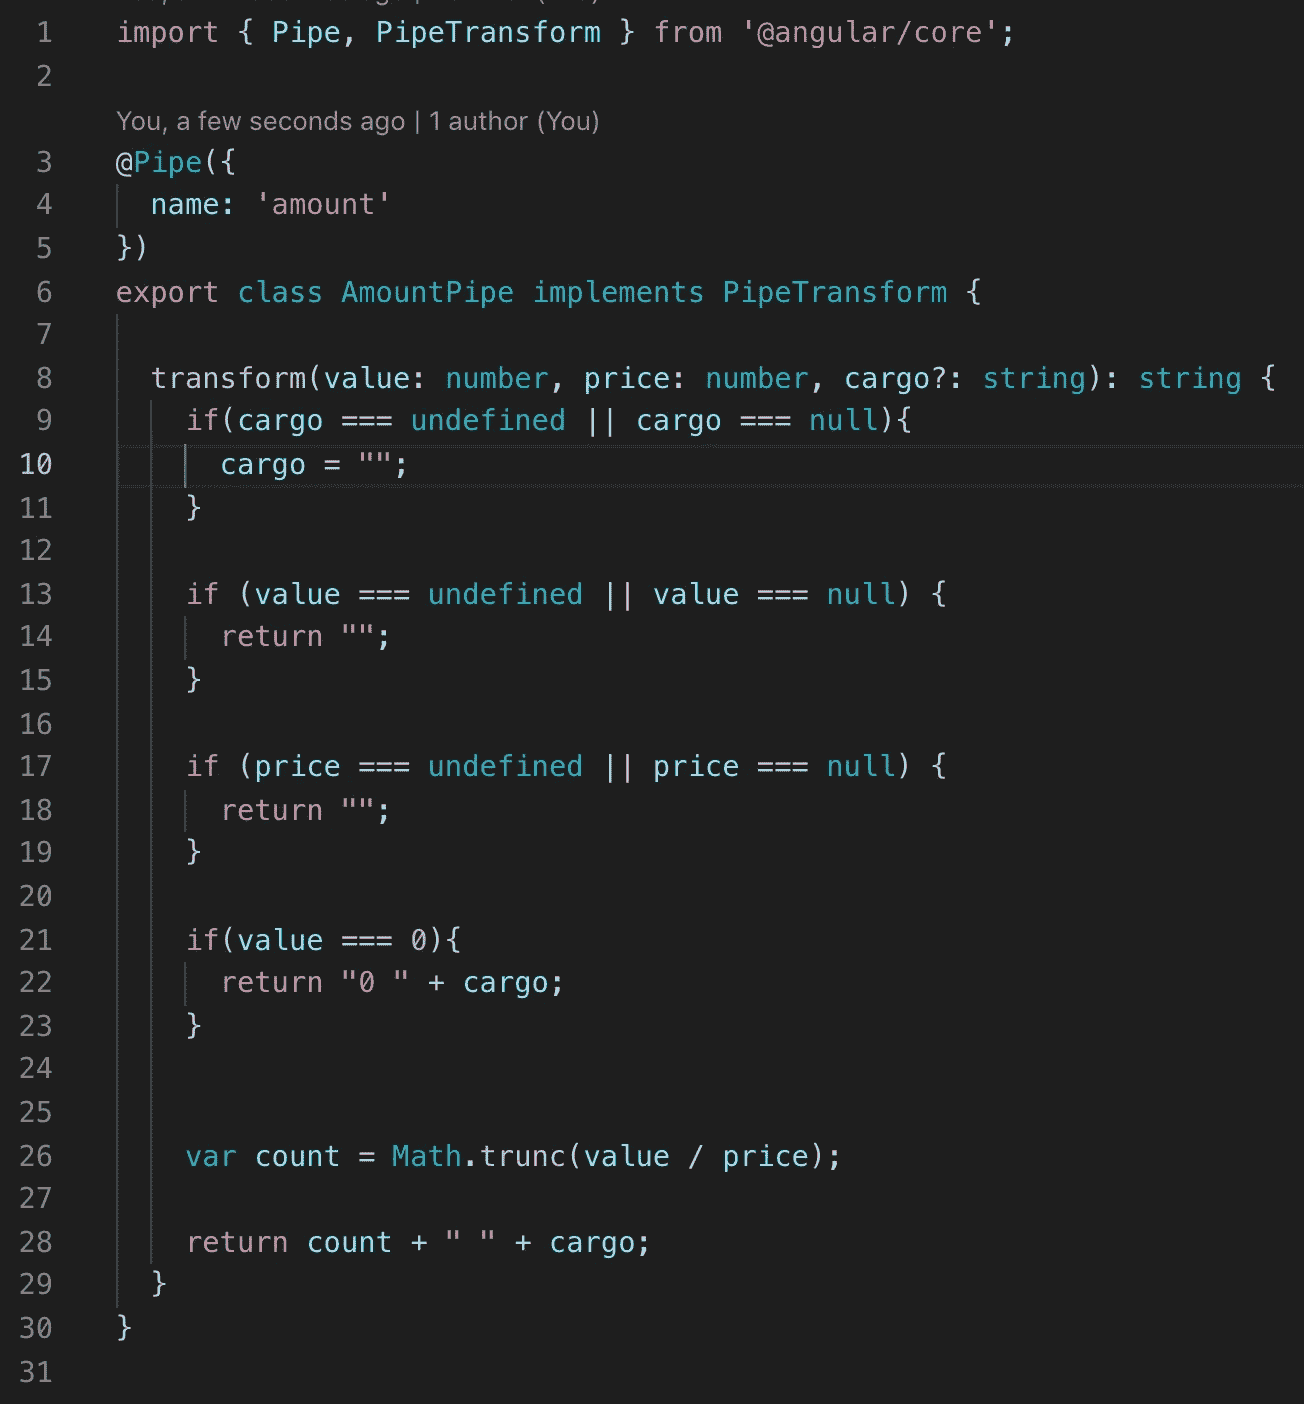 1 import { Pipe, PipeTransform } from '@angular/core';
2
You, a few seconds ago | 1 author (You)
3 @Pipe({
4 name: 'amount'
5 })
6 export class AmountPipe implements PipeTransform {
7
8 transform(value: number, price: number, cargo?: string): string {
9 if(cargo === undefined || cargo === null){
10 cargo = "";
11 }
12
13 if (value === undefined || value === null) {
14 return "";
15 }
16
17 if (price === undefined || price === null) {
18 return "";
19 }
20
21 if(value === 0){
22 return "0 " + cargo;
23 }
24
25
26 var count = Math.trunc(value / price);
27
28 return count + " " + cargo;
29 }
30 }
31